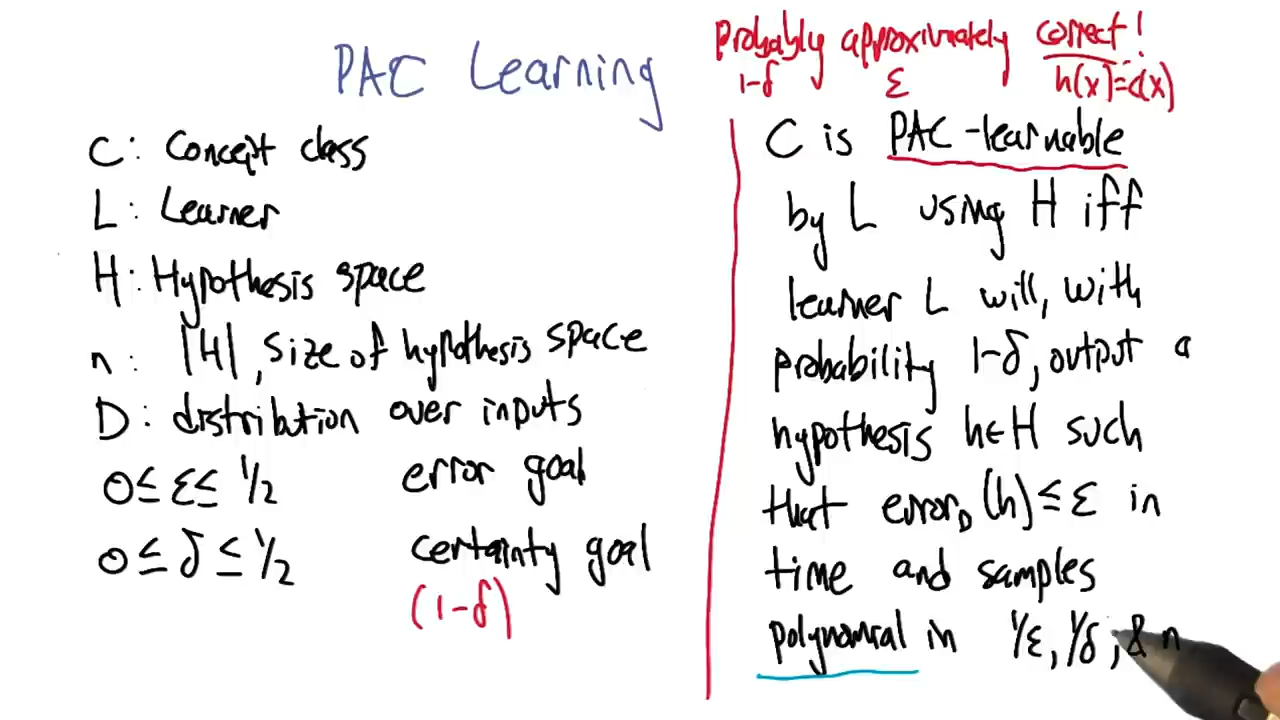 PAC Learning
C: Concept class
L: Learner
H: Hypothesis space
n: |H|, size of hypothesis space
D: distribution over inputs
0≤ε≤ 1/2 error goal
0≤δ≤ 1/2 certainty goal
(1-δ)
Probably approximately correct!
1-δ ε h(x)=c(x)
C is PAC-learnable
by L using H iff
learner L will, with
probability 1-δ, output a
hypothesis h∈H such
that error_D(h)≤ε in
time and samples
polynomial in 1/ε, 1/δ, & n